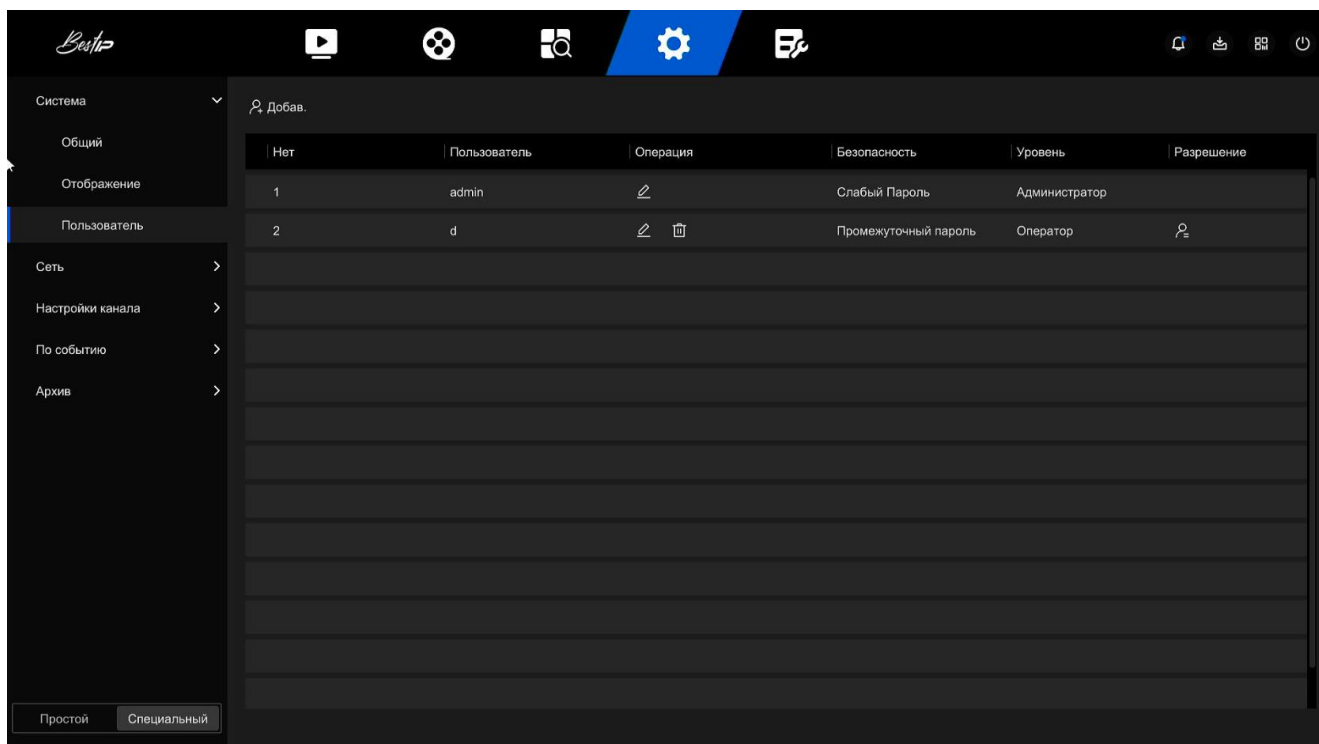 BestIP
Система
Общий
Отображение
Пользователь
Сеть
Настройки канала
По событию
Архив
Простой Специальный
Добав.
Нет Пользователь Операция Безопасность Уровень Разрешение
1 admin Слабый Пароль Администратор
2 d Промежуточный пароль Оператор